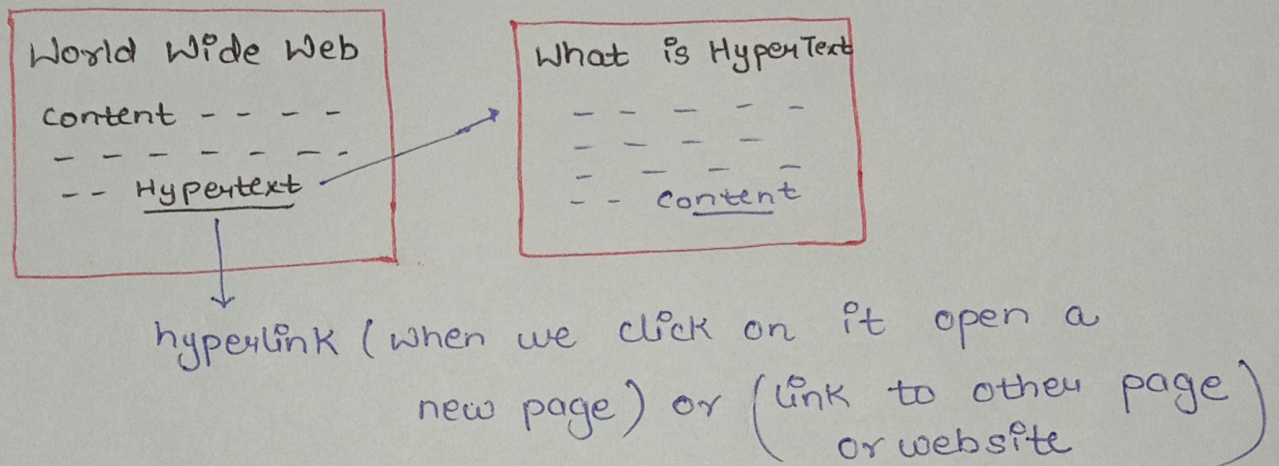 World Wide Web
content - - - -
- - - - - - -
- - Hypertext
What is HyperText
- - - - -
- - - -
- - - -
- - content
hyperlink (when we click on it open a
new page) or (link to other page
or website)